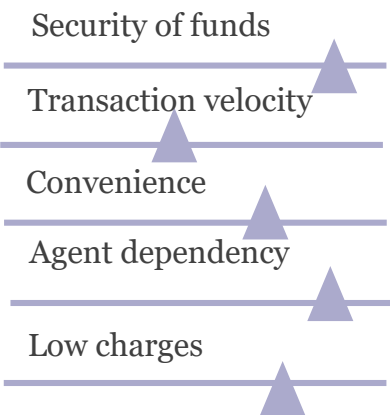 Security of funds
Transaction velocity
Convenience
Agent dependency
Low charges